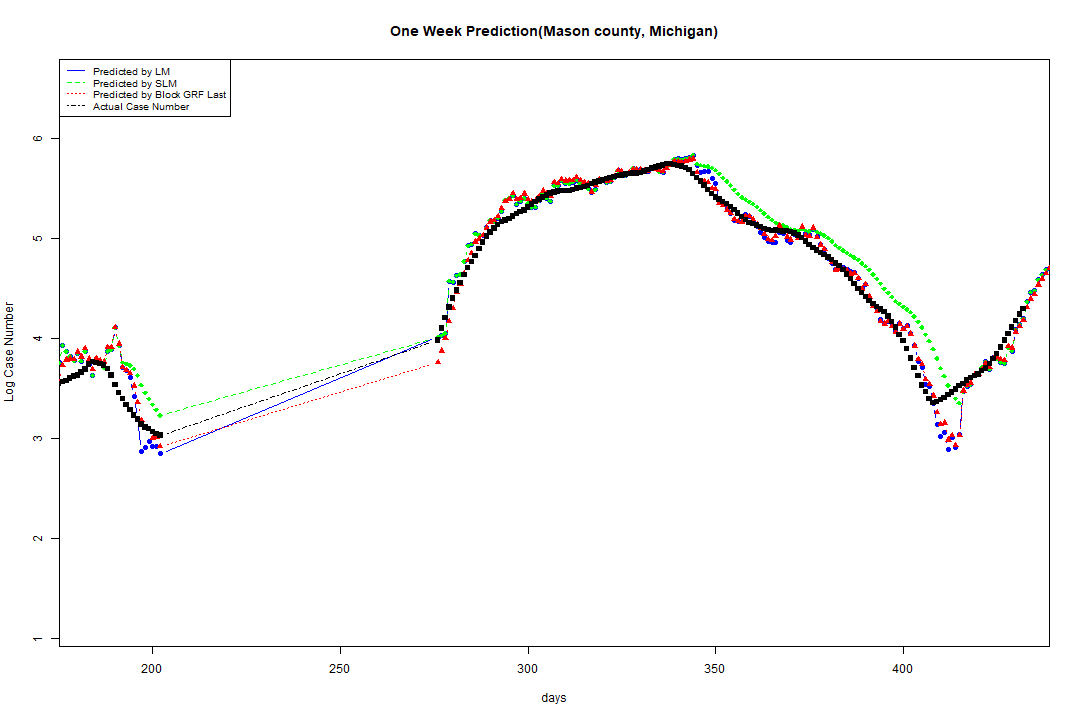 One Week Prediction(Mason county, Michigan)
Predicted by LM
Predicted by SLM
Predicted by Block GRF Last
Actual Case Number
Log Case Number
6
5
4
3
2
1
200
250
300
350
400
days